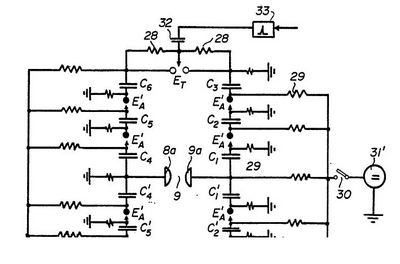 32 33
28 28
E_T
C_6 C_3 29
E_A E'_A
C_5 C_2
E'_A E'_A
8a 9a
C_4 C_1 29
9 31'
30
C'_4 C'_1
E'_A E'_A
C'_5 C'_2